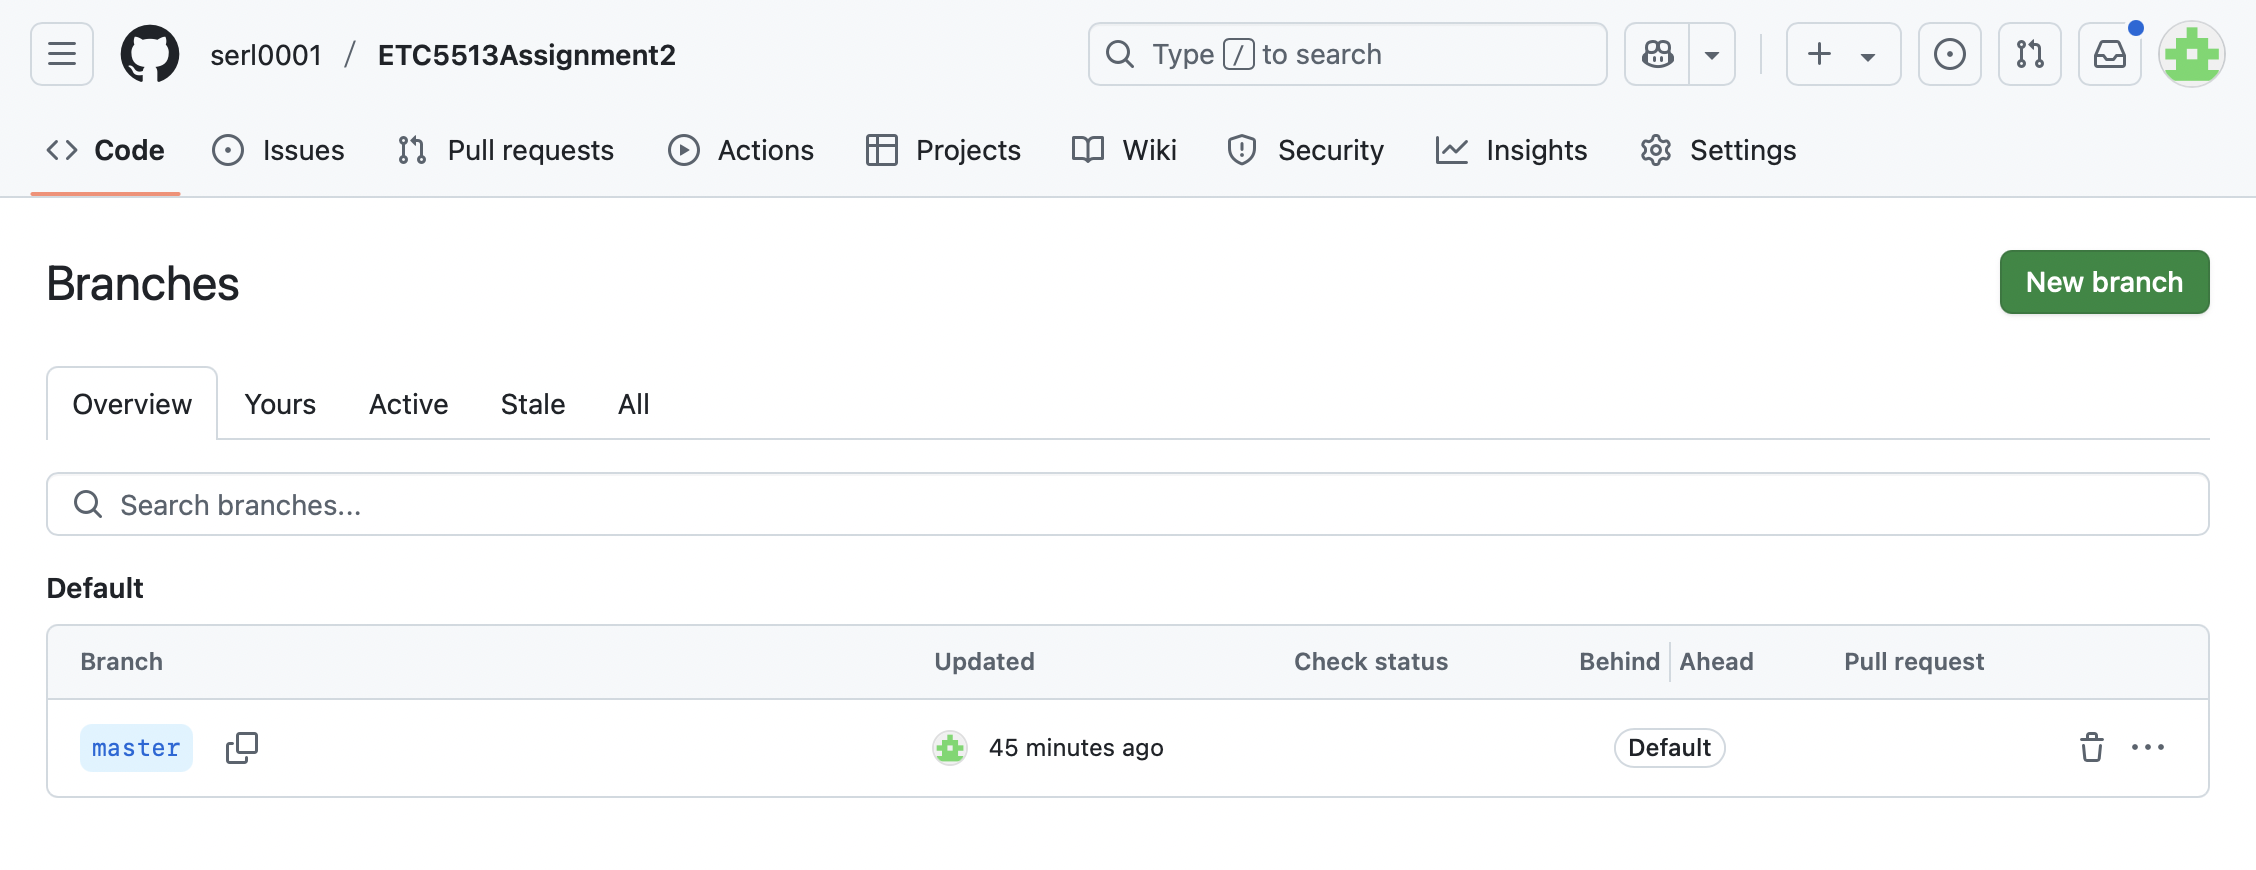 serl0001 / ETC5513Assignment2
Type / to search
Code Issues Pull requests Actions Projects Wiki Security Insights Settings
Branches
New branch
Overview Yours Active Stale All
Search branches...
Default
Branch Updated Check status Behind Ahead Pull request
master 45 minutes ago Default